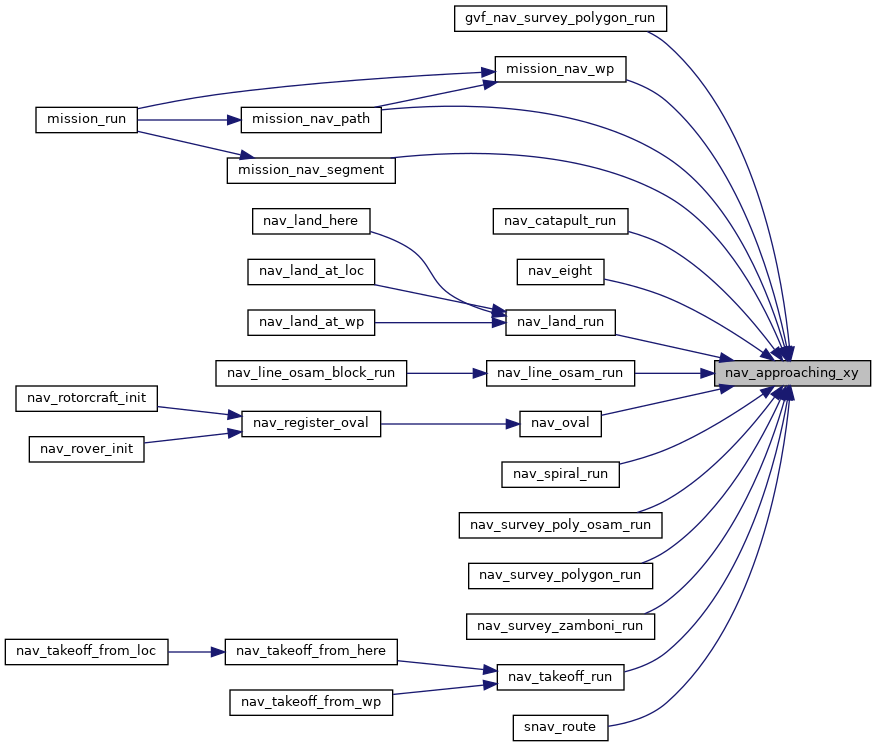 gvf_nav_survey_polygon_run
mission_nav_wp
mission_run
mission_nav_path
mission_nav_segment
nav_land_here
nav_catapult_run
nav_land_at_loc
nav_eight
nav_land_at_wp
nav_land_run
nav_line_osam_block_run
nav_line_osam_run
nav_approaching_xy
nav_rotorcraft_init
nav_register_oval
nav_oval
nav_rover_init
nav_spiral_run
nav_survey_poly_osam_run
nav_survey_polygon_run
nav_survey_zamboni_run
nav_takeoff_from_loc
nav_takeoff_from_here
nav_takeoff_run
nav_takeoff_from_wp
snav_route